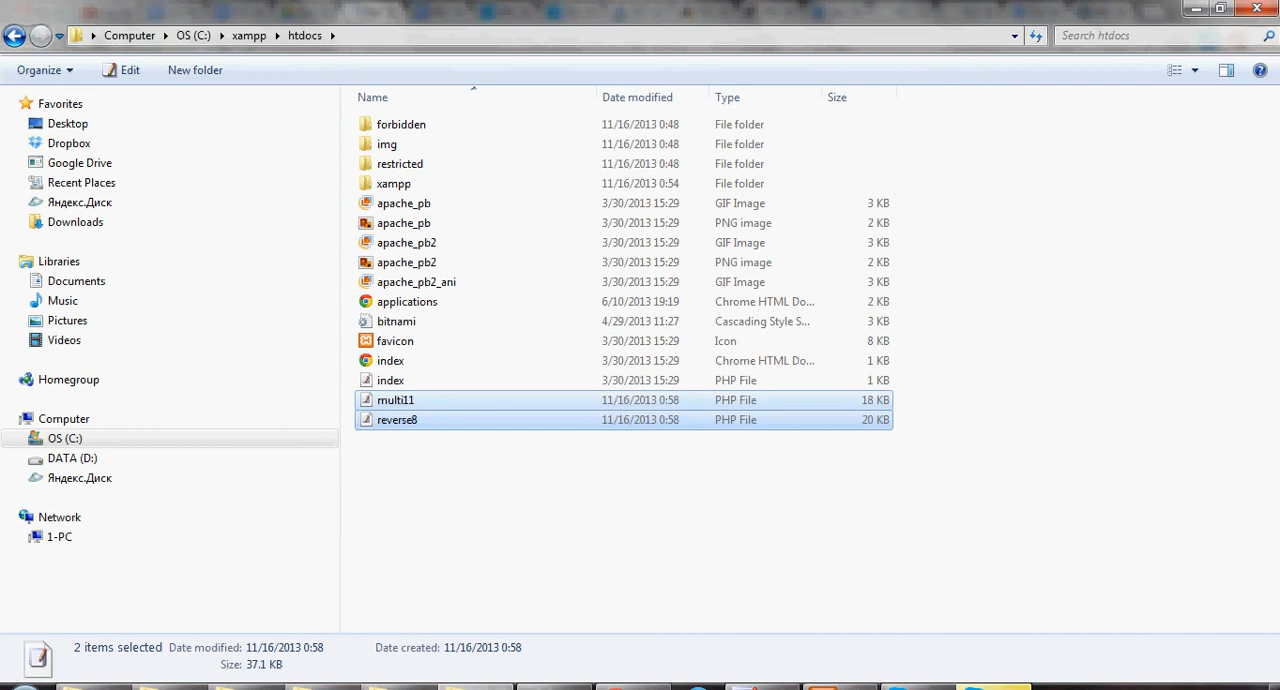 Computer OS (C:) xampp htdocs Search htdocs
Organize Edit New folder
Name Date modified Type Size
Favorites
Desktop
Dropbox
Google Drive
Recent Places
Яндекс.Диск
Downloads
Libraries
Documents
Music
Pictures
Videos
Homegroup
Computer
OS (C:)
DATA (D:)
Яндекс.Диск
Network
1-PC
forbidden 11/16/2013 0:48 File folder
img 11/16/2013 0:48 File folder
restricted 11/16/2013 0:48 File folder
xampp 11/16/2013 0:54 File folder
apache_pb 3/30/2013 15:29 GIF Image 3 KB
apache_pb 3/30/2013 15:29 PNG image 2 KB
apache_pb2 3/30/2013 15:29 GIF Image 3 KB
apache_pb2 3/30/2013 15:29 PNG image 2 KB
apache_pb2_ani 3/30/2013 15:29 GIF Image 3 KB
applications 6/10/2013 19:19 Chrome HTML Do... 2 KB
bitnami 4/29/2013 11:27 Cascading Style S... 3 KB
favicon 3/30/2013 15:29 Icon 8 KB
index 3/30/2013 15:29 Chrome HTML Do... 1 KB
index 3/30/2013 15:29 PHP File 1 KB
multi11 11/16/2013 0:58 PHP File 18 KB
reverse8 11/16/2013 0:58 PHP File 20 KB
2 items selected Date modified: 11/16/2013 0:58 Date created: 11/16/2013 0:58
Size: 37.1 KB